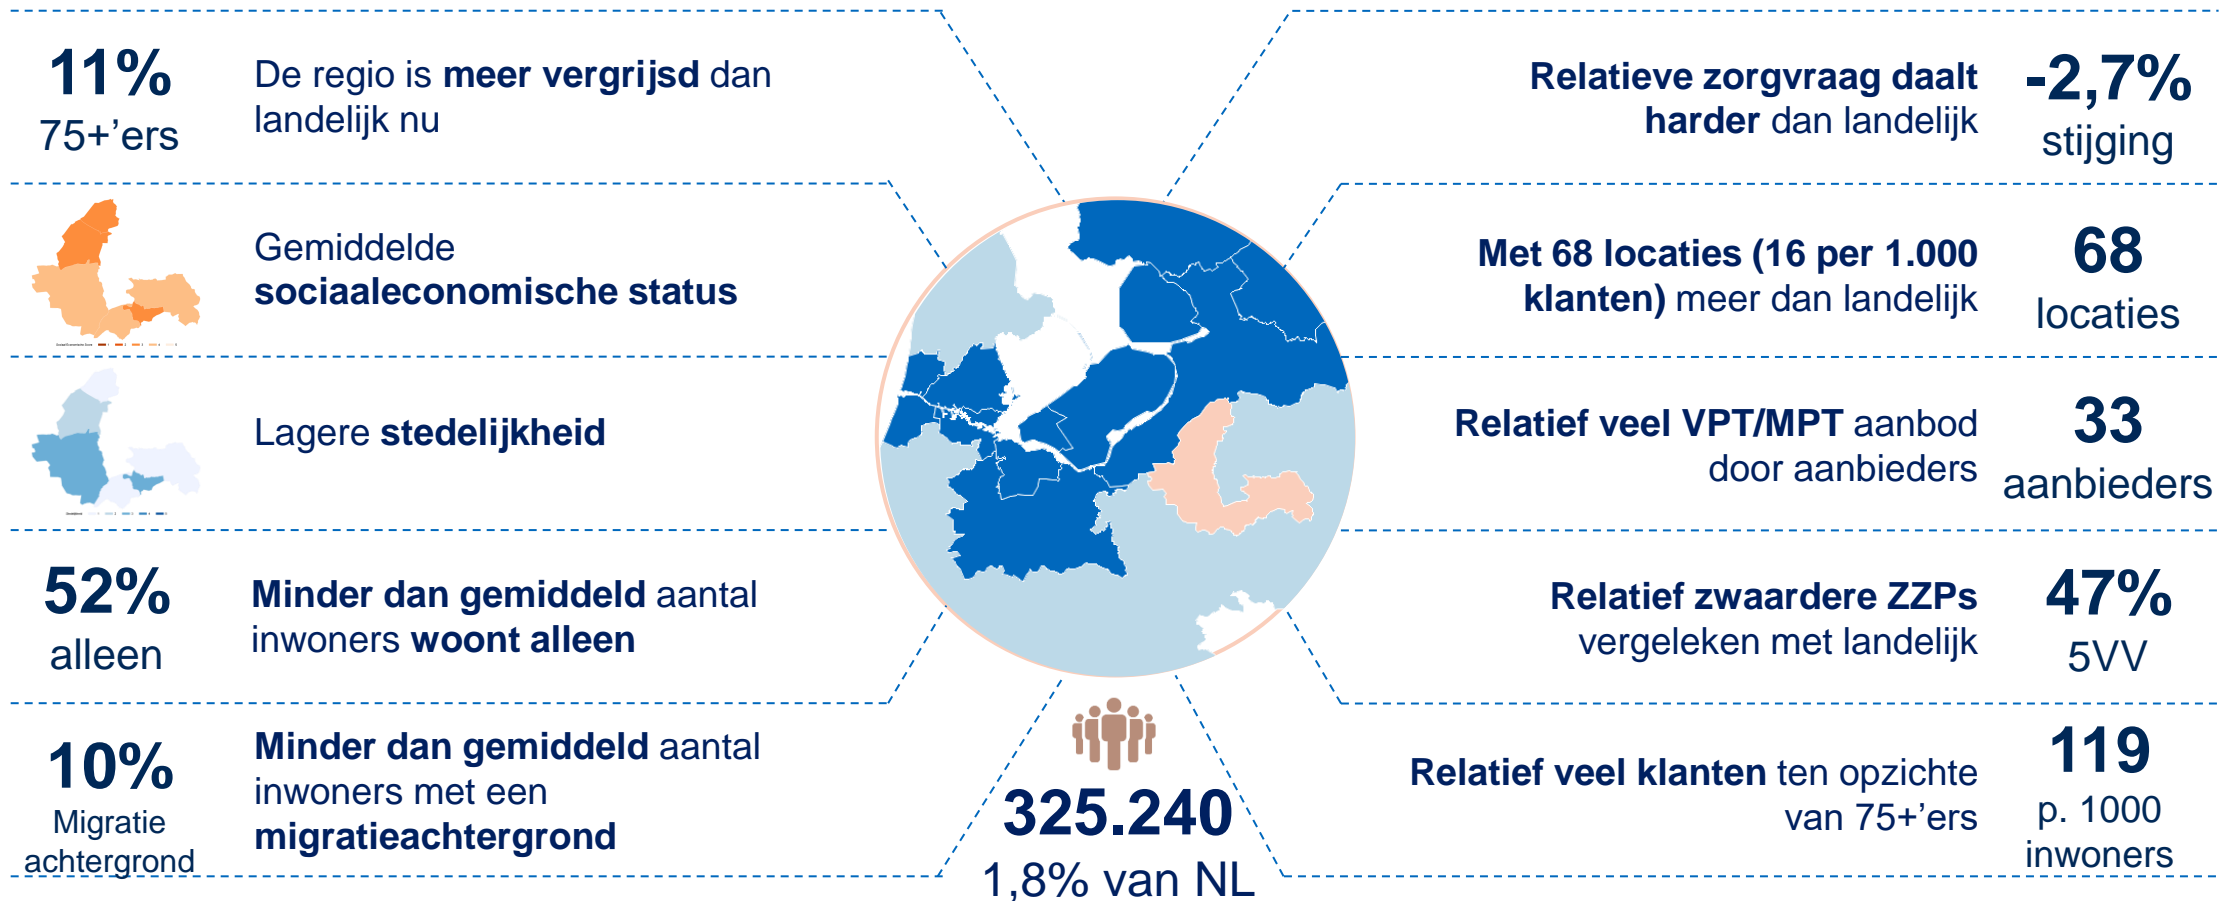 11%
75+’ers
De regio is meer vergrijsd dan
landelijk nu
Gemiddelde
sociaaleconomische status
Lagere stedelijkheid
52%
alleen
Minder dan gemiddeld aantal
inwoners woont alleen
10%
Migratie
achtergrond
Minder dan gemiddeld aantal
inwoners met een
migratieachtergrond
325.240
1,8% van NL
Relatieve zorgvraag daalt
harder dan landelijk
-2,7%
stijging
Met 68 locaties (16 per 1.000
klanten) meer dan landelijk
68
locaties
Relatief veel VPT/MPT aanbod
door aanbieders
33
aanbieders
Relatief zwaardere ZZPs
vergeleken met landelijk
47%
5VV
Relatief veel klanten ten opzichte
van 75+’ers
119
p. 1000
inwoners